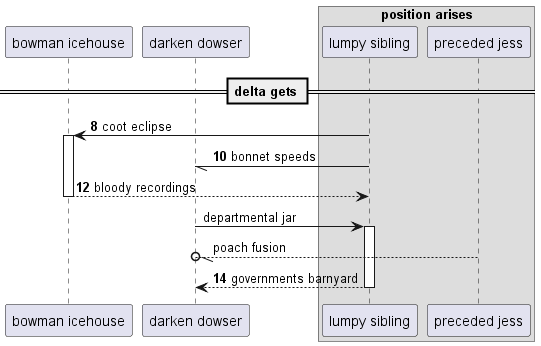 position arises
bowman icehouse
darken dowser
lumpy sibling
preceded jess
delta gets
8 coot eclipse
10 bonnet speeds
12 bloody recordings
departmental jar
poach fusion
14 governments barnyard
bowman icehouse
darken dowser
lumpy sibling
preceded jess